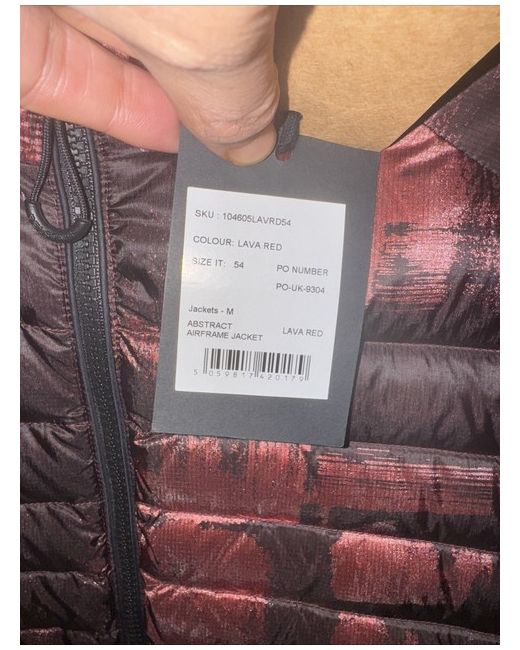 SKU : 104605LAVRD54
COLOUR: LAVA RED
SIZE IT: 54 PO NUMBER
PO-UK-9304
Jackets - M
ABSTRACT
AIRFRAME JACKET LAVA RED
5 059817 420179